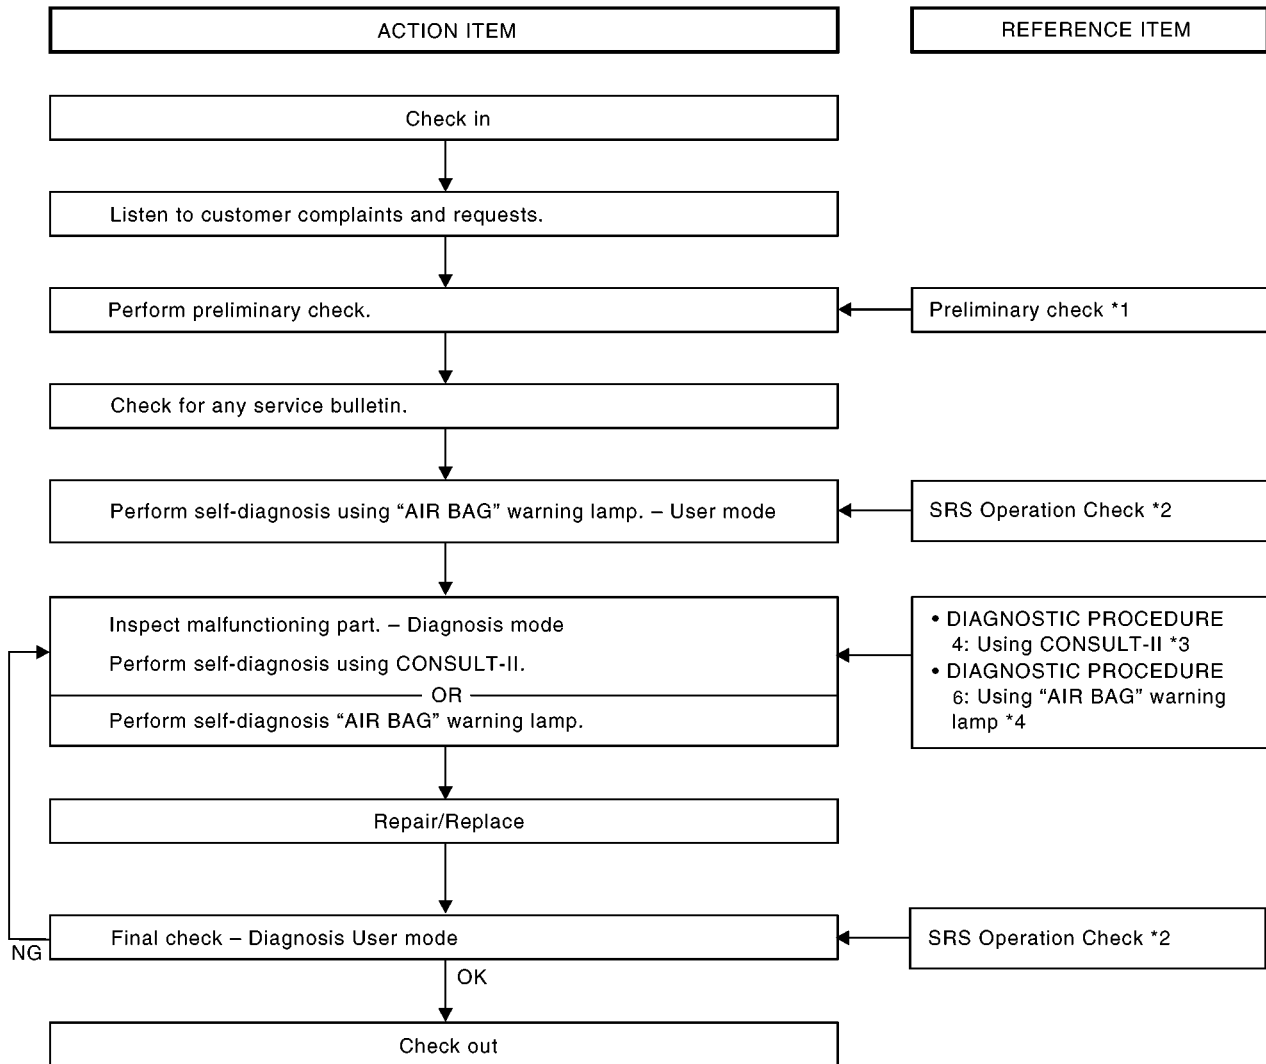 ACTION ITEM
REFERENCE ITEM
Check in
Listen to customer complaints and requests.
Perform preliminary check.
Preliminary check *1
Check for any service bulletin.
Perform self-diagnosis using “AIR BAG” warning lamp. – User mode
SRS Operation Check *2
Inspect malfunctioning part. – Diagnosis mode
Perform self-diagnosis using CONSULT-II.
OR
Perform self-diagnosis “AIR BAG” warning lamp.
• DIAGNOSTIC PROCEDURE
4: Using CONSULT-II *3
• DIAGNOSTIC PROCEDURE
6: Using “AIR BAG” warning
lamp *4
Repair/Replace
Final check – Diagnosis User mode
SRS Operation Check *2
NG
OK
Check out